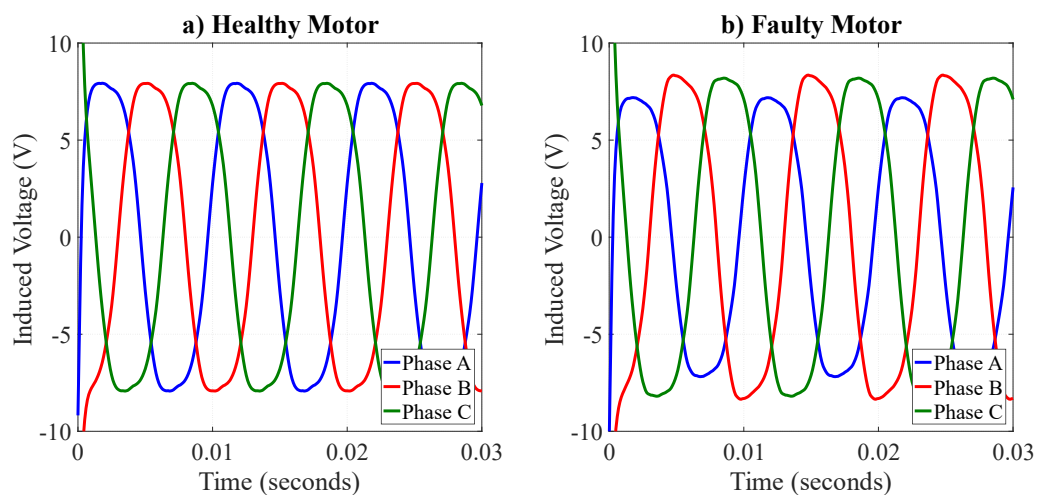 a) Healthy Motor
10
5
0
-5
-10
Induced Voltage (V)
0
0.01
0.02
0.03
Time (seconds)
Phase A
Phase B
Phase C
b) Faulty Motor
10
5
0
-5
-10
Induced Voltage (V)
0
0.01
0.02
0.03
Time (seconds)
Phase A
Phase B
Phase C